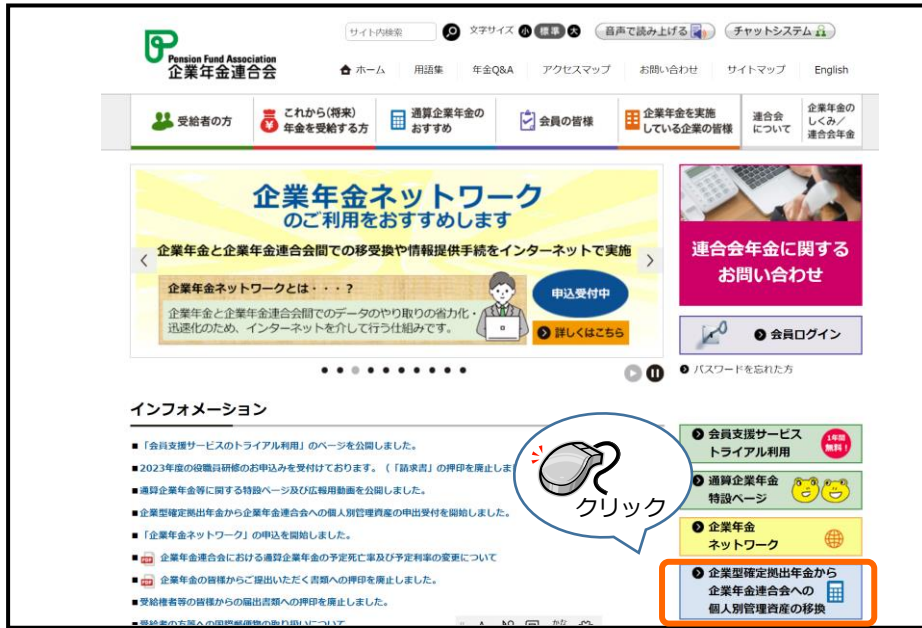 Pension Fund Association
企業年金連合会
サイト内検索
文字サイズ 小 標準 大
音声で読み上げる
チャットシステム
ホーム 用語集 年金Q&A アクセスマップ お問い合わせ サイトマップ English
受給者の方
これから(将来)
年金を受給する方
通算企業年金の
おすすめ
会員の皆様
企業年金を実施
している企業の皆様
連合会
について
企業年金の
しくみ/
連合会年金
企業年金ネットワーク
のご利用をおすすめします
企業年金と企業年金連合会間での移受換や情報提供手続をインターネットで実施
企業年金ネットワークとは・・・?
企業年金と企業年金連合会間でのデータのやり取りの省力化・
迅速化のため、インターネットを介して行う仕組みです。
申込受付中
詳しくはこちら
連合会年金に関する
お問い合わせ
会員ログイン
パスワードを忘れた方
インフォメーション
■「会員支援サービスのトライアル利用」のページを公開しました。
■2023年度の役職員研修のお申込みを受付けております。(「請求書」の押印を廃止しま
■通算企業年金等に関する特設ページ及び広報用動画を公開しました。
■企業型確定拠出年金から企業年金連合会への個人別管理資産の申出受付を開始しました。
■「企業年金ネットワーク」の申込を開始しました。
■企業年金連合会における通算企業年金の予定死亡率及び予定利率の変更について
■企業年金の皆様からご提出いただく書類への押印を廃止しました。
■受給権者等の皆様からの届出書類への押印を廃止しました。
■受給者の方等への国際郵便物の取り扱いについて
クリック
会員支援サービス
トライアル利用
1年間
無料!
通算企業年金
特設ページ
企業年金
ネットワーク
企業型確定拠出年金から
企業年金連合会への
個人別管理資産の移換